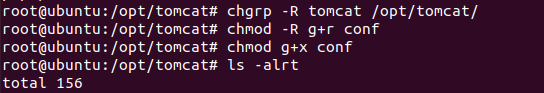 root@ubuntu:/opt/tomcat# chgrp -R tomcat /opt/tomcat/
root@ubuntu:/opt/tomcat# chmod -R g+r conf
root@ubuntu:/opt/tomcat# chmod g+x conf
root@ubuntu:/opt/tomcat# ls -alrt
total 156